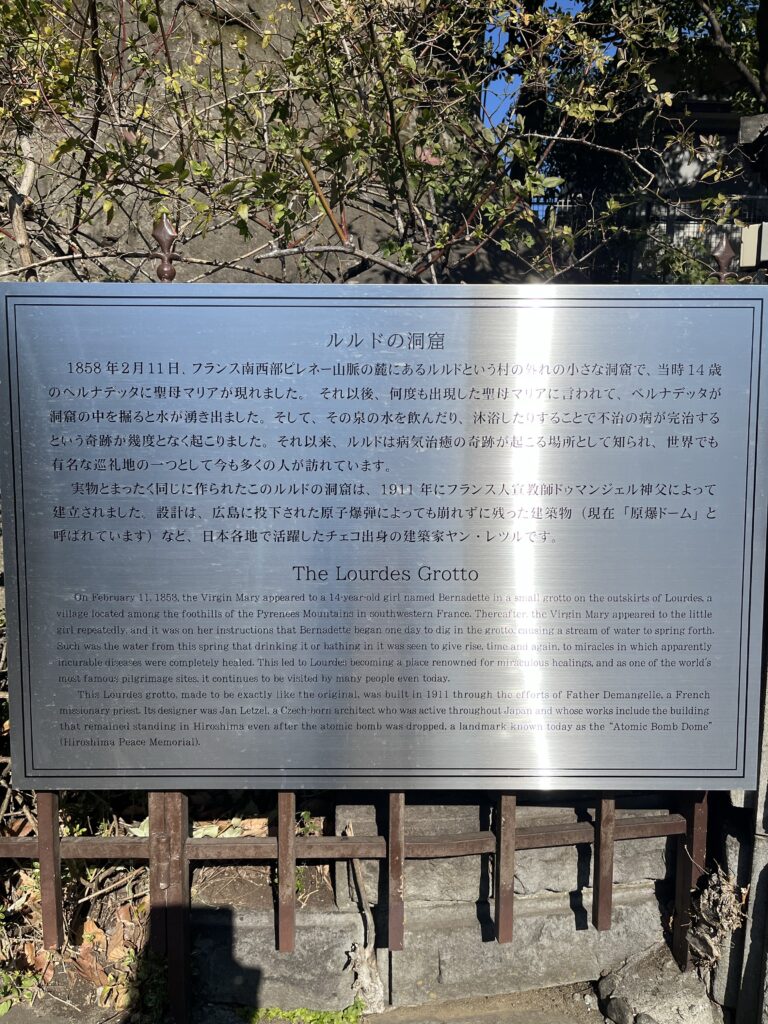 ルルドの洞窟
1858年2月11日、フランス南西部ピレネー山脈の麓にあるルルドという村の外れの小さな洞窟で、当時14歳
のベルナデッタに聖母マリアが現れました。それ以後、何度も出現した聖母マリアに言われて、ベルナデッタが
洞窟の中を掘ると水が湧き出ました。そして、その泉の水を飲んだり、沐浴したりすることで不治の病が完治する
という奇跡が幾度となく起こりました。それ以来、ルルドは病気治癒の奇跡が起こる場所として知られ、世界でも
有名な巡礼地の一つとして今も多くの人が訪れています。
実物とまったく同じに作られたこのルルドの洞窟は、1911年にフランス人宣教師ドゥマンジェル神父によって
建立されました。設計は、広島に投下された原子爆弾によっても崩れずに残った建築物（現在「原爆ドーム」と
呼ばれています）など、日本各地で活躍したチェコ出身の建築家ヤン・レツルです。
The Lourdes Grotto
On February 11, 1858, the Virgin Mary appeared to a 14-year-old girl named Bernadette in a small grotto on the outskirts of Lourdes, a
village located among the foothills of the Pyrenees Mountains in southwestern France. Thereafter, the Virgin Mary appeared to the little
girl repeatedly, and it was on her instructions that Bernadette began one day to dig in the grotto, causing a stream of water to spring forth.
Such was the water from this spring that drinking it or bathing in it was seen to give rise, time and again, to miracles in which apparently
incurable diseases were completely healed. This led to Lourdes becoming a place renowned for miraculous healings, and as one of the world's
most famous pilgrimage sites, it continues to be visited by many people even today.
This Lourdes grotto, made to be exactly like the original, was built in 1911 through the efforts of Father Demangelle, a French
missionary priest. Its designer was Jan Letzel, a Czech-born architect who was active throughout Japan and whose works include the building
that remained standing in Hiroshima even after the atomic bomb was dropped, a landmark known today as the "Atomic Bomb Dome"
(Hiroshima Peace Memorial).